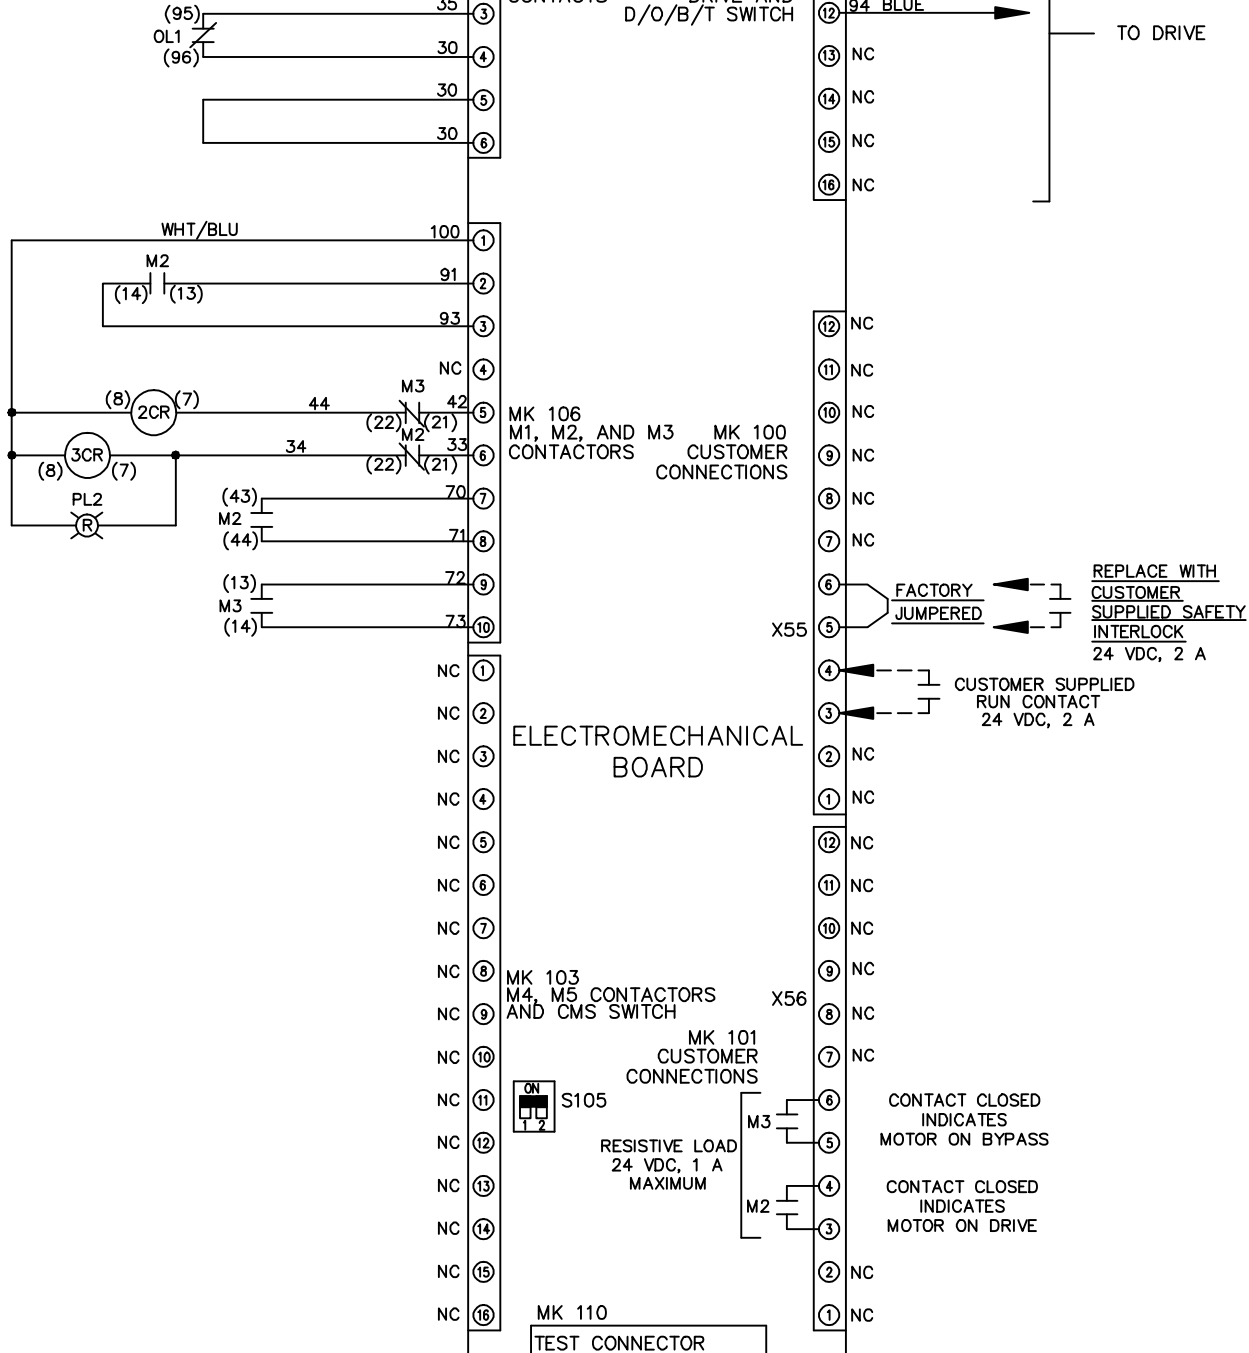 (95)
OL1
(96)
35
3
30
4
30
5
30
6
CONTACTS
DRIVE AND
D/O/B/T SWITCH
12
94 BLUE
TO DRIVE
13 NC
14 NC
15 NC
16 NC
WHT/BLU
100
1
M2
(14) (13)
91
2
93
3
NC 4
M3
(8) 2CR (7)
44
(22) (21)
42
5
M2
(8) 3CR (7)
34
(22) (21)
33
6
PL2
R
(43)
M2
(44)
70
7
71
8
(13)
M3
(14)
72
9
73
10
MK 106
M1, M2, AND M3
CONTACTORS
MK 100
CUSTOMER
CONNECTIONS
12 NC
11 NC
10 NC
9 NC
8 NC
7 NC
6
X55 5
4
3
2 NC
1 NC
FACTORY
JUMPERED
REPLACE WITH
CUSTOMER
SUPPLIED SAFETY
INTERLOCK
24 VDC, 2 A
CUSTOMER SUPPLIED
RUN CONTACT
24 VDC, 2 A
ELECTROMECHANICAL
BOARD
NC 1
NC 2
NC 3
NC 4
NC 5
NC 6
NC 7
NC 8
NC 9
NC 10
NC 11
NC 12
NC 13
NC 14
NC 15
NC 16
MK 103
M4, M5 CONTACTORS
AND CMS SWITCH
ON
1 2
S105
MK 101
CUSTOMER
CONNECTIONS
X56
12 NC
11 NC
10 NC
9 NC
8 NC
7 NC
6
5
4
3
2 NC
1 NC
M3
M2
RESISTIVE LOAD
24 VDC, 1 A
MAXIMUM
CONTACT CLOSED
INDICATES
MOTOR ON BYPASS
CONTACT CLOSED
INDICATES
MOTOR ON DRIVE
MK 110
TEST CONNECTOR